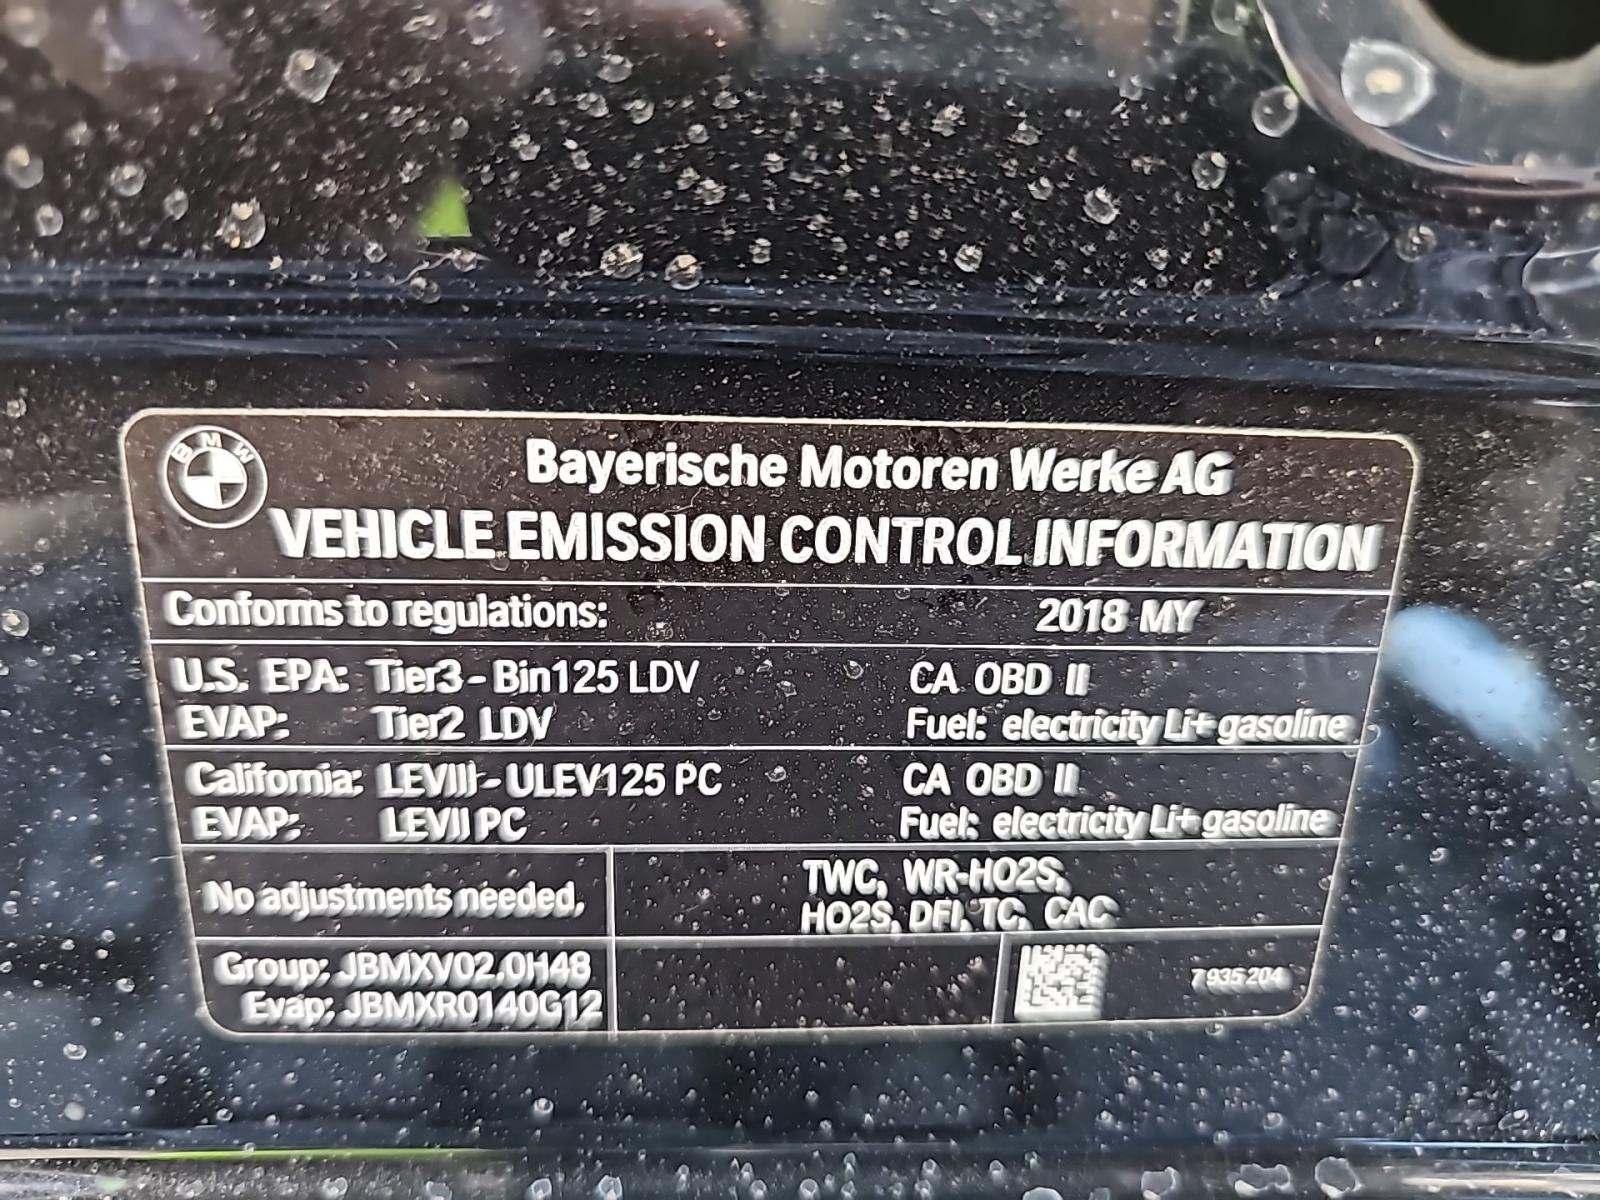 BMW
Bayerische Motoren Werke AG
VEHICLE EMISSION CONTROL INFORMATION
Conforms to regulations: 2018 MY
U.S. EPA: Tier3 - Bin125 LDV CA OBD II
EVAP: Tier2 LDV Fuel: electricity Li+ gasoline
California: LEVIII - ULEV125 PC CA OBD II
EVAP: LEVII PC Fuel: electricity Li+ gasoline
No adjustments needed.
TWC, WR-HO2S,
HO2S, DFI, TC, CAC
Group: JBMXV02.0H48
Evap: JBMXR0140G12
7 935 204